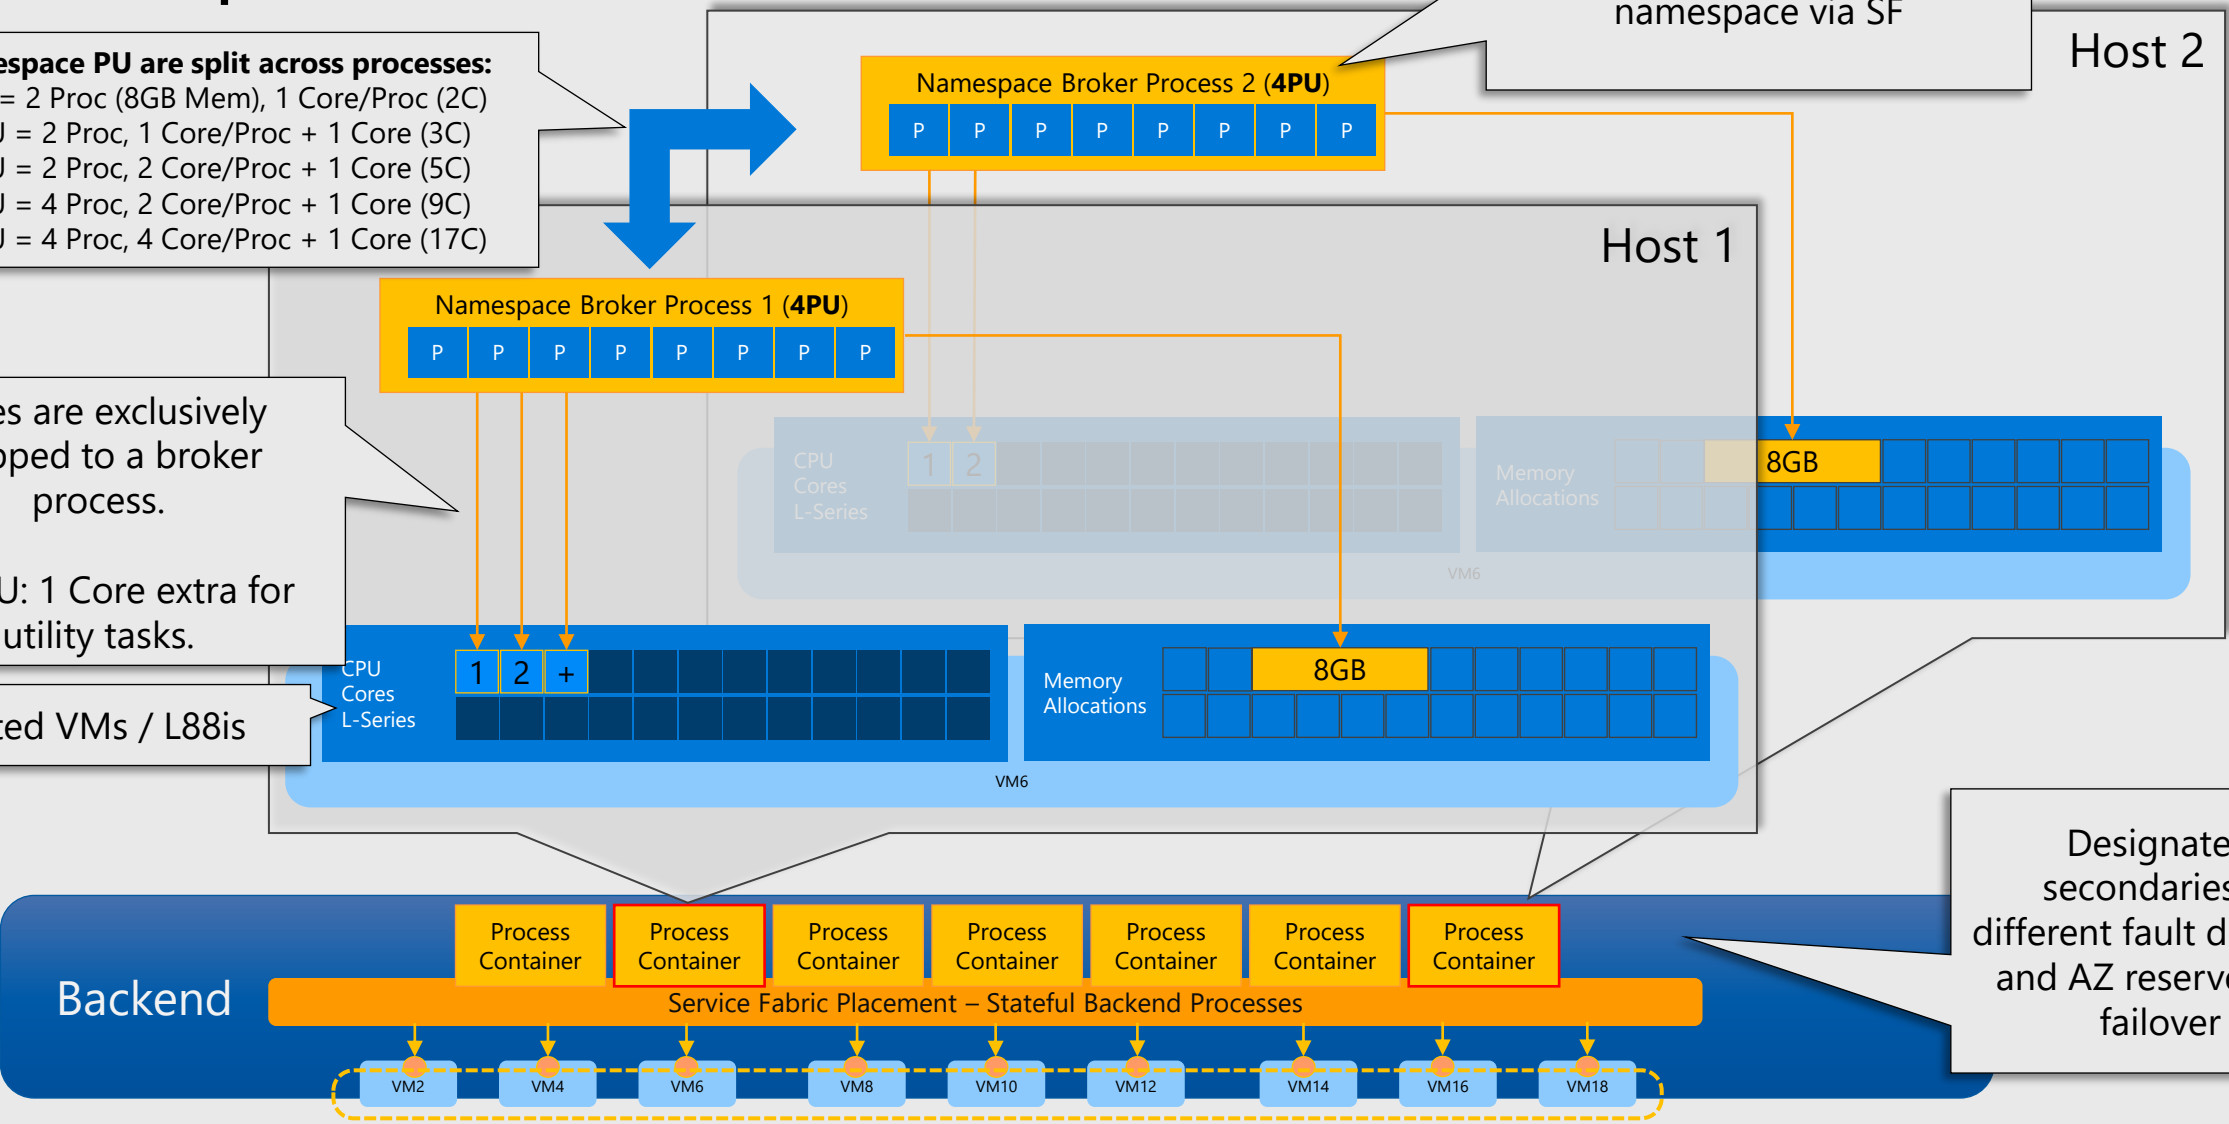 namespace via SF
Host 2
espace PU are split across processes:
= 2 Proc (8GB Mem), 1 Core/Proc (2C)
= 2 Proc, 1 Core/Proc + 1 Core (3C)
= 2 Proc, 2 Core/Proc + 1 Core (5C)
= 4 Proc, 2 Core/Proc + 1 Core (9C)
= 4 Proc, 4 Core/Proc + 1 Core (17C)
Namespace Broker Process 2 (4PU)
P P P P P P P P
Host 1
Namespace Broker Process 1 (4PU)
P P P P P P P P
es are exclusively
pped to a broker
process.
U: 1 Core extra for
utility tasks.
CPU
Cores
L-Series
1 2
Memory
Allocations
8GB
VM6
CPU
Cores
L-Series
1 2 +
Memory
Allocations
8GB
VM6
ted VMs / L88is
Designate
secondaries
different fault d
and AZ reserve
failover
Backend
Process
Container
Process
Container
Process
Container
Process
Container
Process
Container
Process
Container
Process
Container
Service Fabric Placement – Stateful Backend Processes
VM2 VM4 VM6 VM8 VM10 VM12 VM14 VM16 VM18